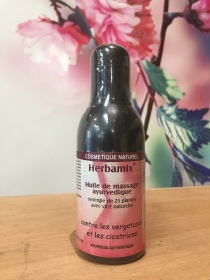 COSMETIQUE NATUREL
Herbamix
Huile de massage
ayurvedique
synergie de 25 plantes
avec vit F naturelle
contre les vergetures
et les cicatrices